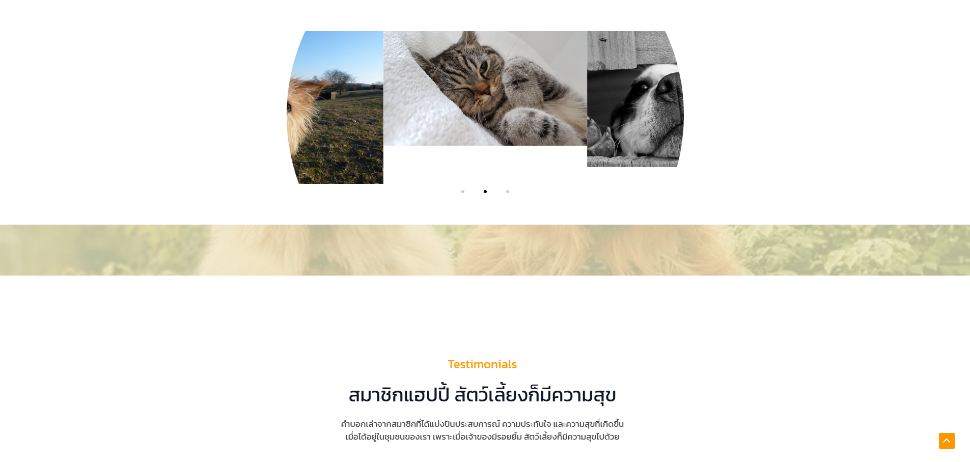 Testimonials
สมาชิกแฮปปี้ สัตว์เลี้ยงก็มีความสุข
คำบอกเล่าจากสมาชิกที่ได้แบ่งปันประสบการณ์ ความประทับใจ และความสุขที่เกิดขึ้น
เมื่อได้อยู่ในชุมชนของเรา เพราะเมื่อเจ้าของมีรอยยิ้ม สัตว์เลี้ยงก็มีความสุขไปด้วย